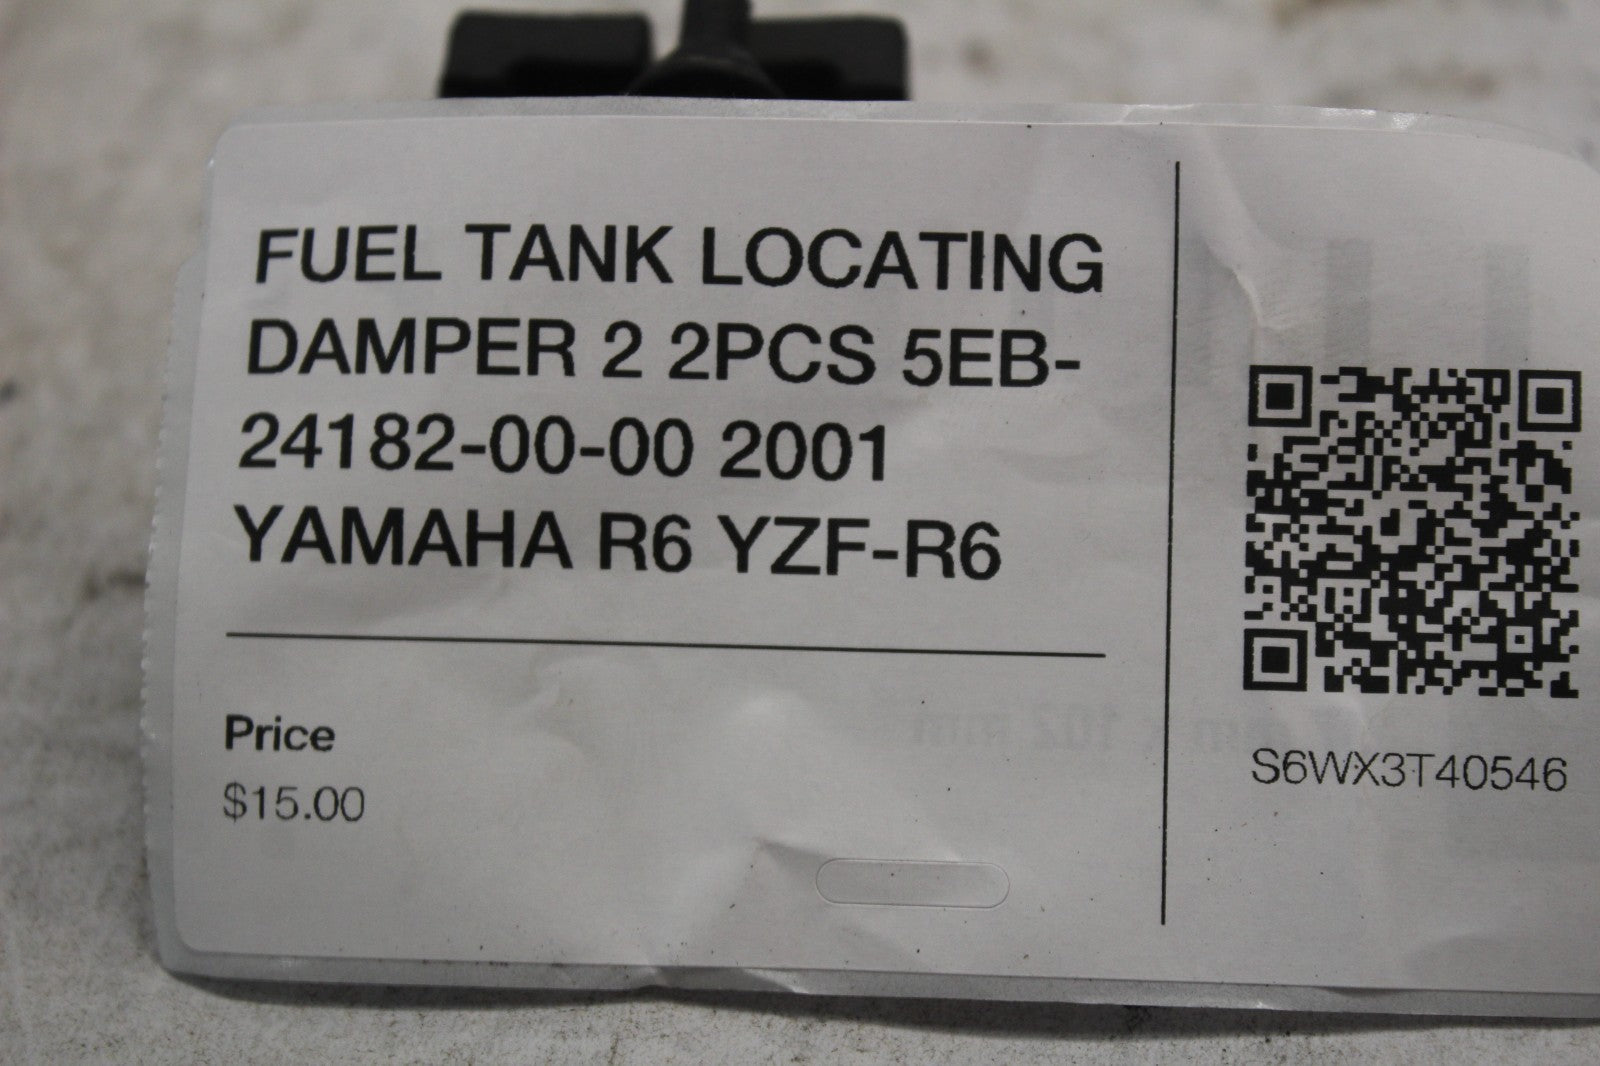 FUEL TANK LOCATING
DAMPER 2 2PCS 5EB-
24182-00-00 2001
YAMAHA R6 YZF-R6
Price
$15.00
S6WX3T40546